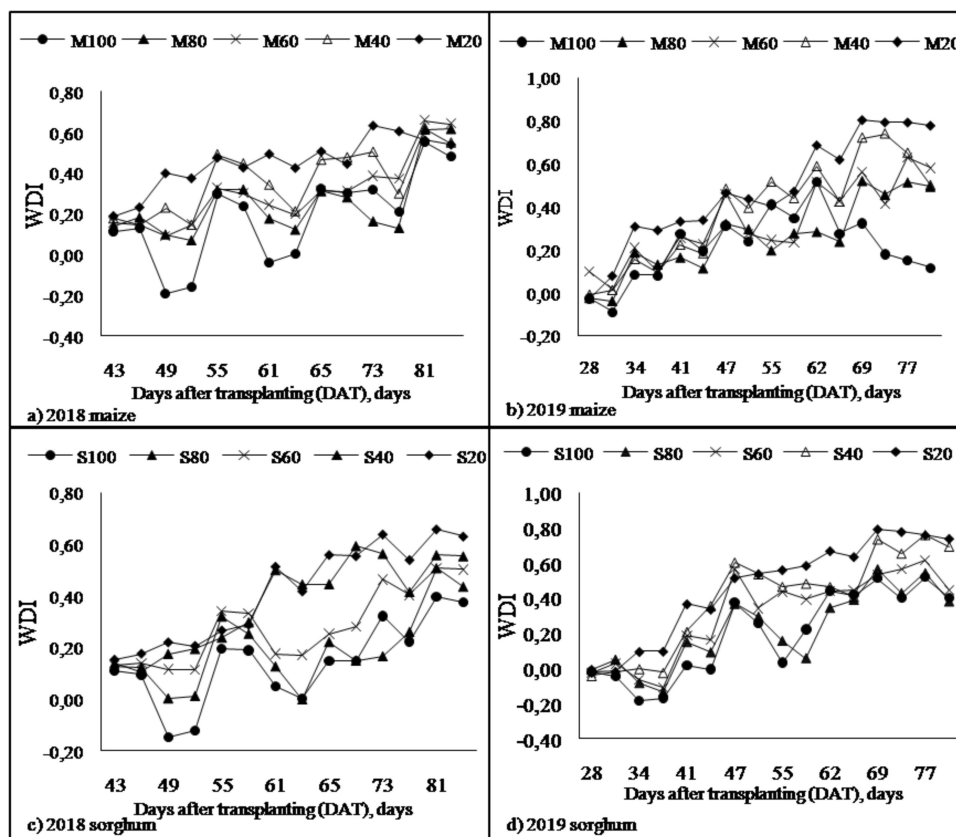 M100 M80 M60 M40 M20
0,80
0,60
0,40
0,20
0,00
-0,20
-0,40
WDI
43 49 55 61 65 73 81
Days after transplanting (DAT), days
a) 2018 maize
M100 M80 M60 M40 M20
1,00
0,80
0,60
0,40
0,20
0,00
-0,20
WDI
28 34 41 47 55 62 69 77
Days after transplanting (DAT), days
b) 2019 maize
S100 S80 S60 S40 S20
0,80
0,60
0,40
0,20
0,00
-0,20
WDI
43 49 55 61 65 73 81
Days after transplanting (DAT), days
c) 2018 sorghum
S100 S80 S60 S40 S20
1,00
0,80
0,60
0,40
0,20
0,00
-0,20
-0,40
WDI
28 34 41 47 55 62 69 77
Days after transplanting (DAT), days
d) 2019 sorghum